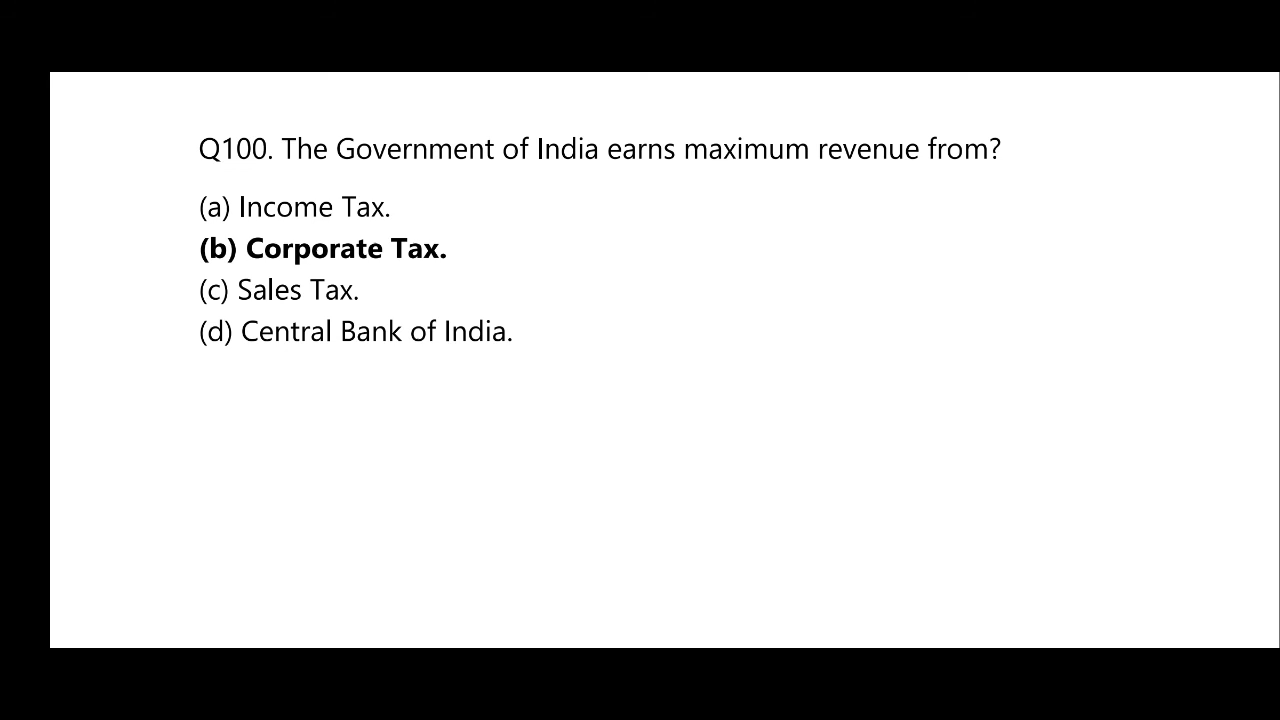 Q100. The Government of India earns maximum revenue from?
(a) Income Tax.
(b) Corporate Tax.
(c) Sales Tax.
(d) Central Bank of India.